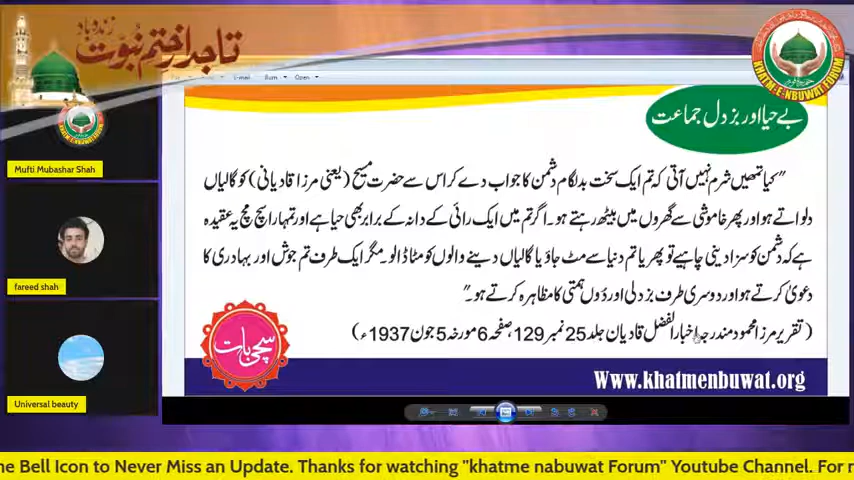 تاجدارِ ختم نبوت
زندہ باد
KHATM-E-NBUWAT FORUM
E-mail Burn Open
بے حیا اور بزدل جماعت
Mufti Mubashar Shah
fareed shah
Universal beauty
"کیا تمھیں شرم نہیں آتی کہ تم ایک سخت بدلگام دشمن کا جواب دے کر اس سے حضرت مسیح (یعنی مرزا قادیانی) کو گالیاں
دلواتے ہو اور پھر خاموشی سے گھروں میں بیٹھ رہتے ہو۔ اگر تم میں ایک رائی کے دانہ کے برابر بھی حیا ہے اور تمہارا سچ مچ یہ عقیدہ
ہے کہ دشمن کو سزا دینی چاہیے تو پھر یا تم دنیا سے مٹ جاؤ یا گالیاں دینے والوں کو مٹا ڈالو۔ مگر ایک طرف تم جوش اور بہادری کا
دعویٰ کرتے ہو اور دوسری طرف بزدلی اور دُوں ہمتی کا مظاہرہ کرتے ہو۔"
(تقریر مرزا محمود مندرجہ اخبار الفضل قادیان جلد 25 نمبر 129، صفحہ 6 مورخہ 5 جون 1937ء)
سچی بات
Www.khatmenbuwat.org
he Bell Icon to Never Miss an Update. Thanks for watching "khatme nabuwat Forum" Youtube Channel. For